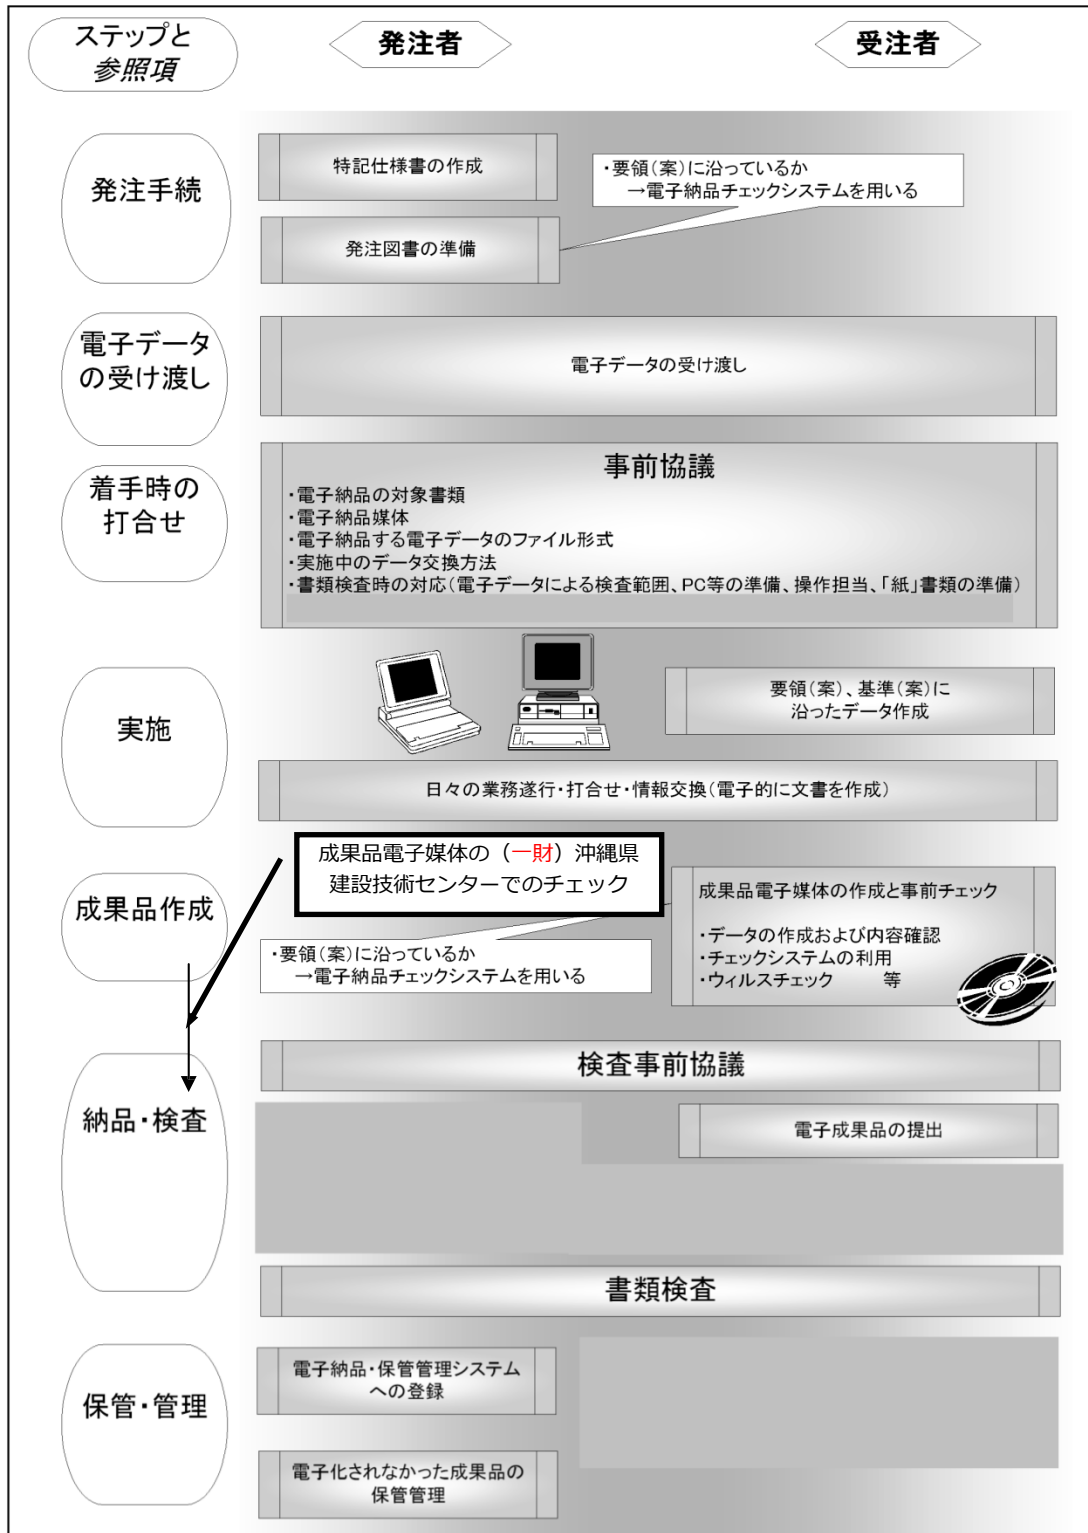 ステップと
参照項
発注者
受注者
発注手続
特記仕様書の作成
・要領(案)に沿っているか
→電子納品チェックシステムを用いる
発注図書の準備
電子データ
の受け渡し
電子データの受け渡し
着手時の
打合せ
事前協議
・電子納品の対象書類
・電子納品媒体
・電子納品する電子データのファイル形式
・実施中のデータ交換方法
・書類検査時の対応(電子データによる検査範囲、PC等の準備、操作担当、「紙」書類の準備)
実施
要領(案)、基準(案)に
沿ったデータ作成
日々の業務遂行・打合せ・情報交換(電子的に文書を作成)
成果品電子媒体の（一財）沖縄県
建設技術センターでのチェック
成果品作成
成果品電子媒体の作成と事前チェック
・データの作成および内容確認
・チェックシステムの利用
・ウィルスチェック 等
・要領(案)に沿っているか
→電子納品チェックシステムを用いる
納品・検査
検査事前協議
電子成果品の提出
書類検査
保管・管理
電子納品・保管管理システム
への登録
電子化されなかった成果品の
保管管理